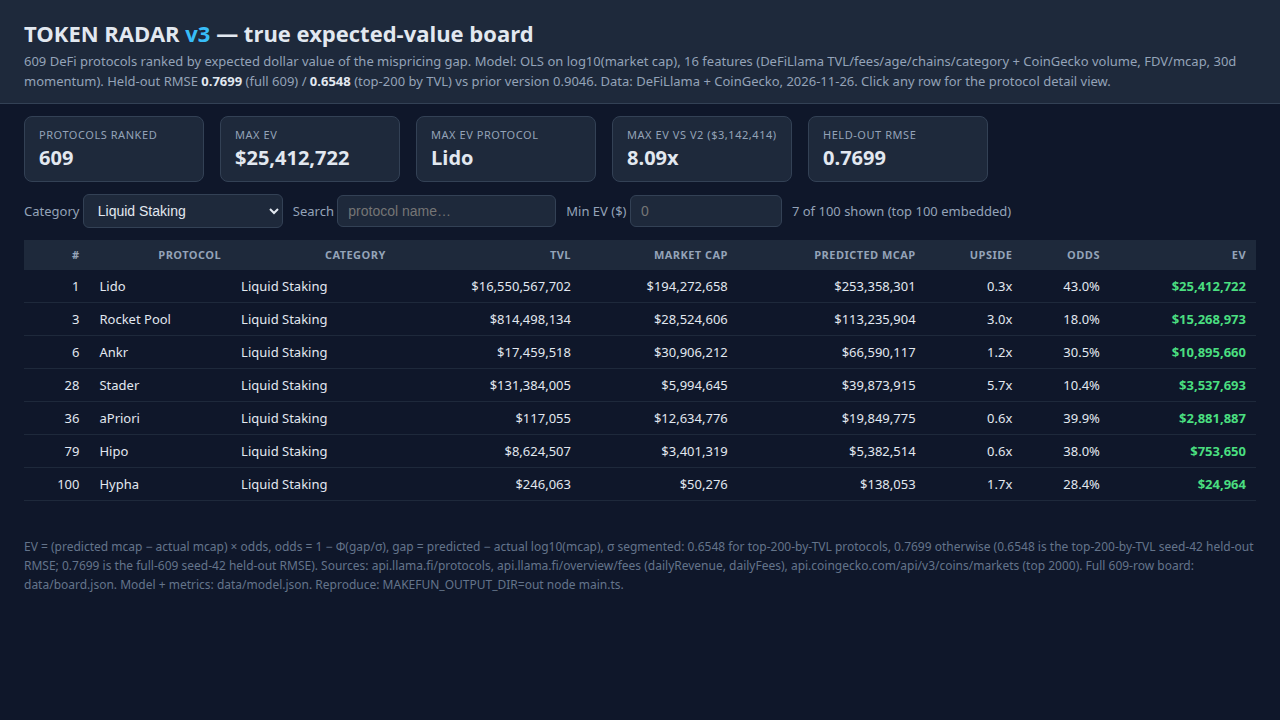 TOKEN RADAR v3 — true expected-value board
609 DeFi protocols ranked by expected dollar value of the mispricing gap. Model: OLS on log10(market cap), 16 features (DeFiLlama TVL/fees/age/chains/category + CoinGecko volume, FDV/mcap, 30d
momentum). Held-out RMSE 0.7699 (full 609) / 0.6548 (top-200 by TVL) vs prior version 0.9046. Data: DeFiLlama + CoinGecko, 2026-11-26. Click any row for the protocol detail view.
PROTOCOLS RANKED MAX EV MAX EV PROTOCOL MAX EV VS V2 ($3,142,414) HELD-OUT RMSE
609 $25,412,722 Lido 8.09x 0.7699
Category Liquid Staking Search protocol name… Min EV ($) 0 7 of 100 shown (top 100 embedded)
# PROTOCOL CATEGORY TVL MARKET CAP PREDICTED MCAP UPSIDE ODDS EV
1 Lido Liquid Staking $16,550,567,702 $194,272,658 $253,358,301 0.3x 43.0% $25,412,722
3 Rocket Pool Liquid Staking $814,498,134 $28,524,606 $113,235,904 3.0x 18.0% $15,268,973
6 Ankr Liquid Staking $17,459,518 $30,906,212 $66,590,117 1.2x 30.5% $10,895,660
28 Stader Liquid Staking $131,384,005 $5,994,645 $39,873,915 5.7x 10.4% $3,537,693
36 aPriori Liquid Staking $117,055 $12,634,776 $19,849,775 0.6x 39.9% $2,881,887
79 Hipo Liquid Staking $8,624,507 $3,401,319 $5,382,514 0.6x 38.0% $753,650
100 Hypha Liquid Staking $246,063 $50,276 $138,053 1.7x 28.4% $24,964
EV = (predicted mcap − actual mcap) × odds, odds = 1 − Φ(gap/σ), gap = predicted − actual log10(mcap), σ segmented: 0.6548 for top-200-by-TVL protocols, 0.7699 otherwise (0.6548 is the top-200-by-TVL seed-42 held-out
RMSE; 0.7699 is the full-609 seed-42 held-out RMSE). Sources: api.llama.fi/protocols, api.llama.fi/overview/fees (dailyRevenue, dailyFees), api.coingecko.com/api/v3/coins/markets (top 2000). Full 609-row board:
data/board.json. Model + metrics: data/model.json. Reproduce: MAKEFUN_OUTPUT_DIR=out node main.ts.